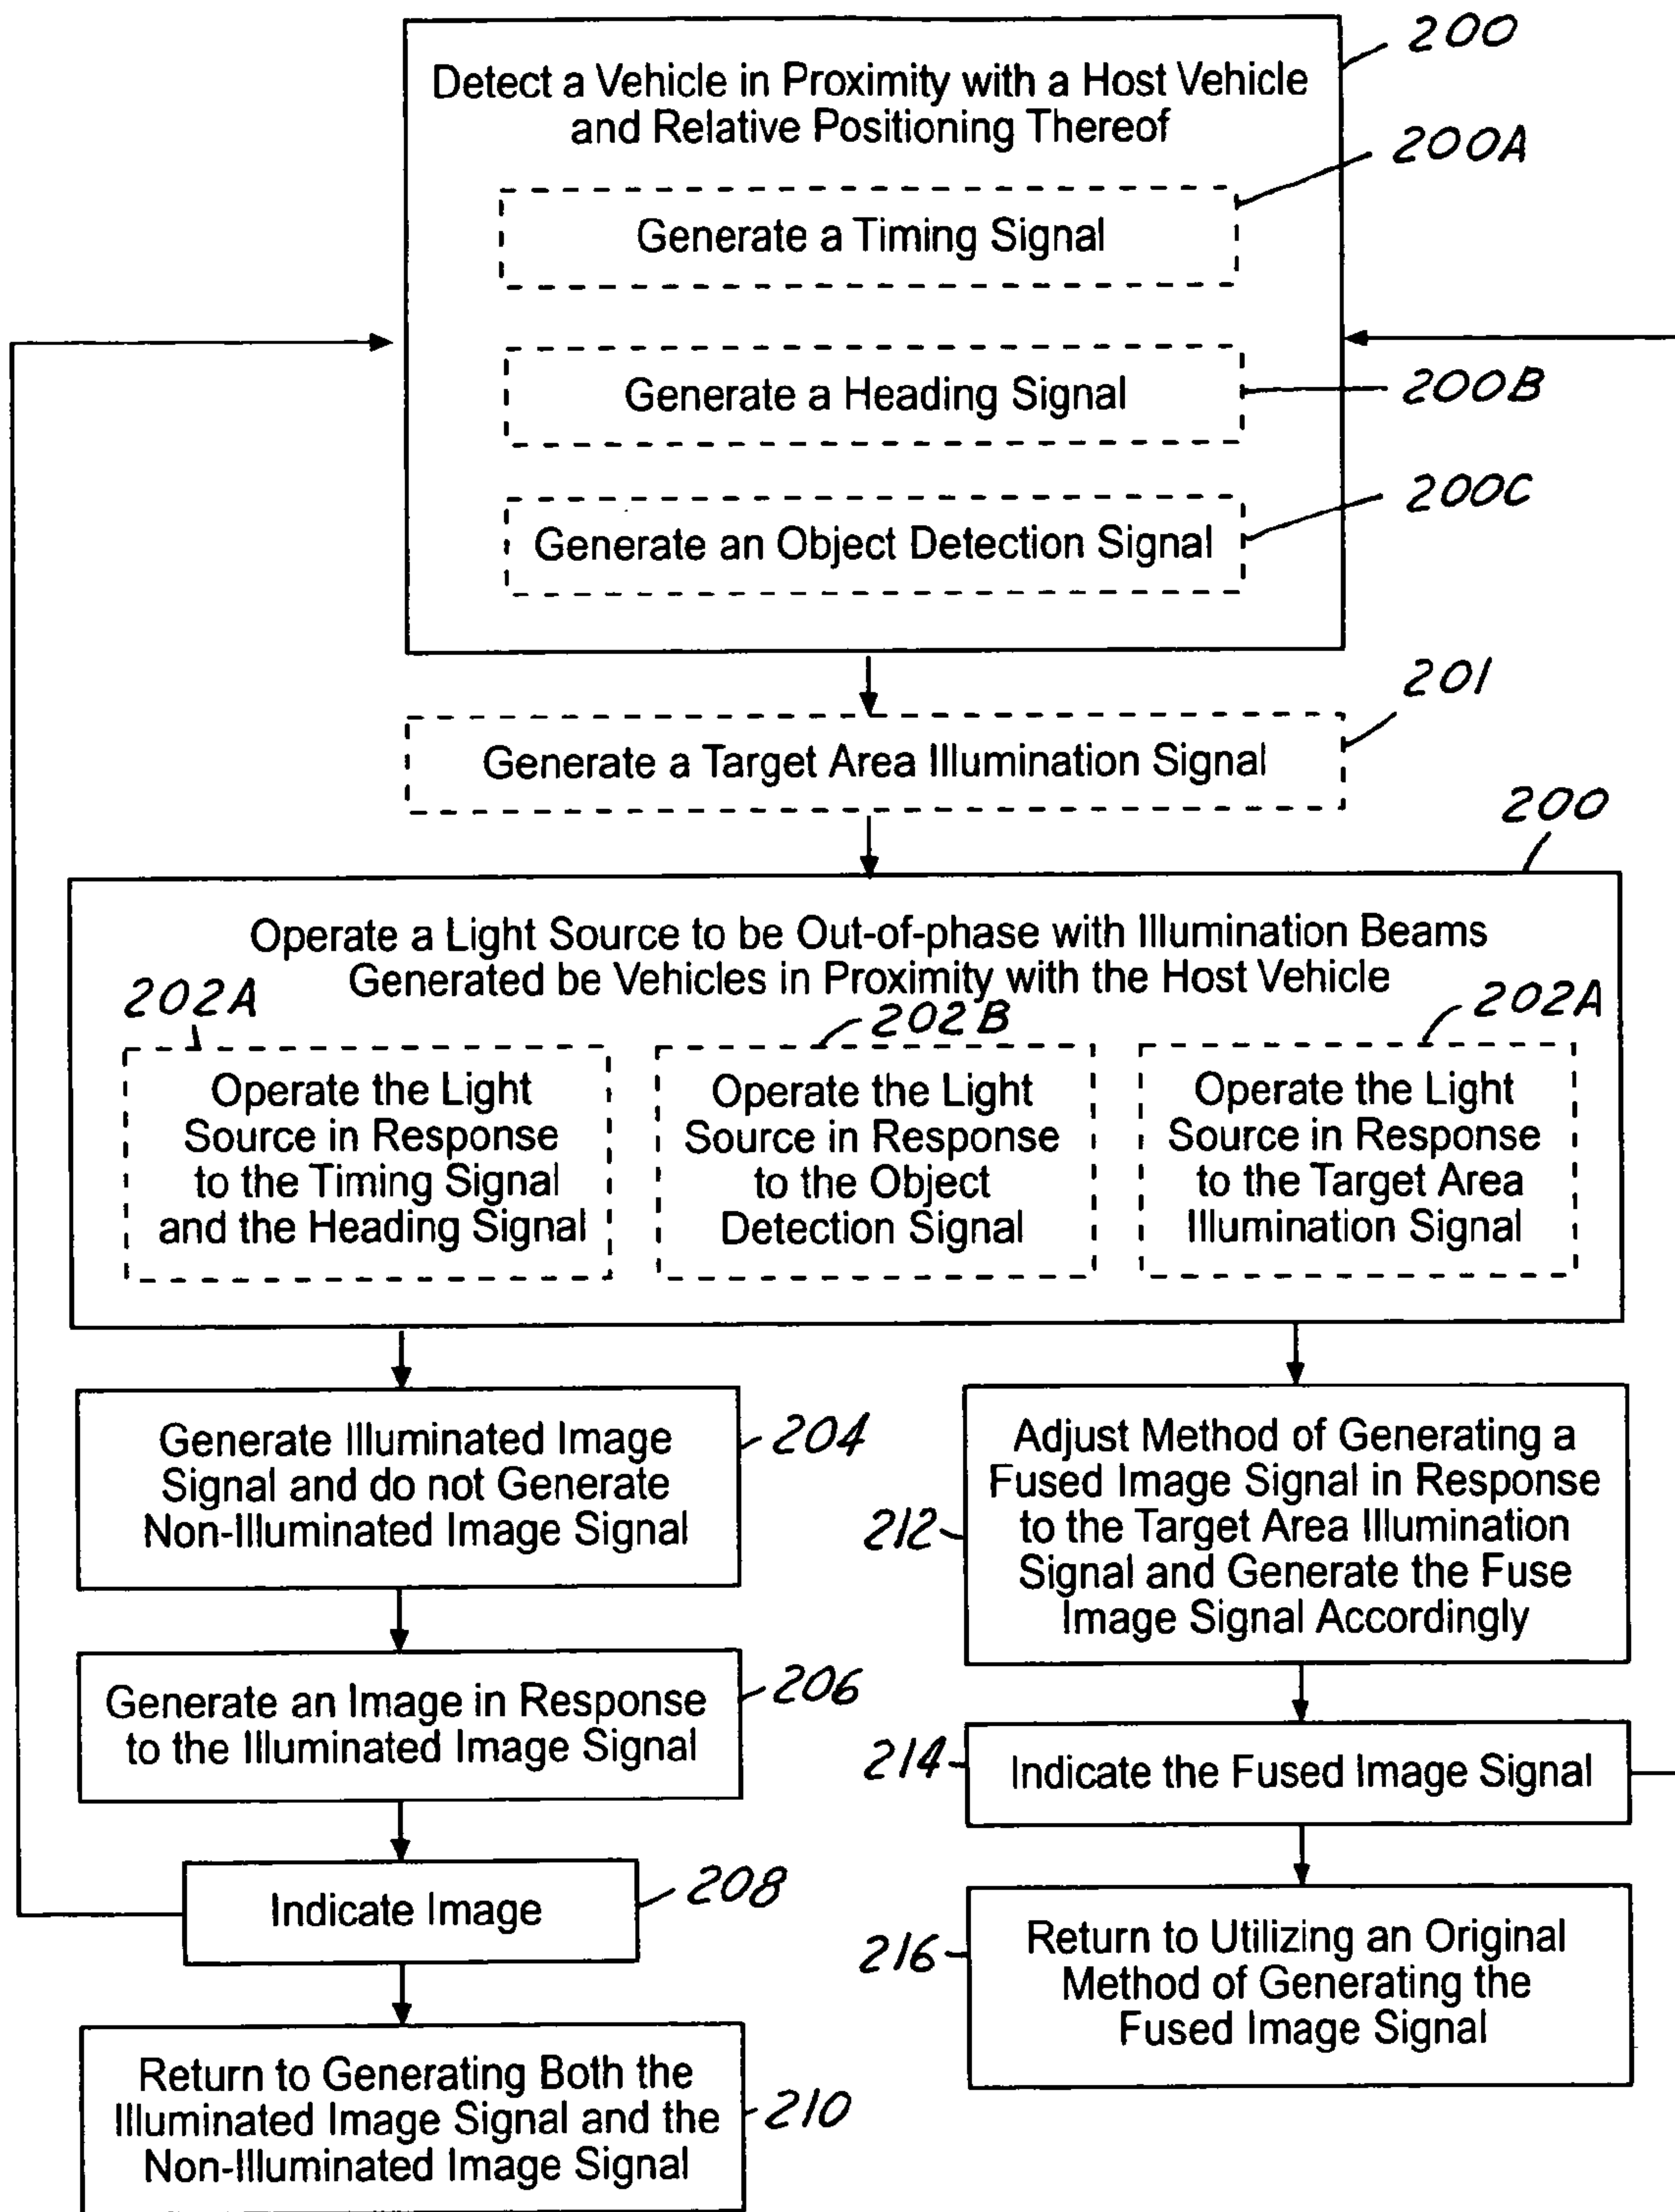 200
Detect a Vehicle in Proximity with a Host Vehicle
and Relative Positioning Thereof
200A
Generate a Timing Signal
Generate a Heading Signal
200B
200C
Generate an Object Detection Signal
201
Generate a Target Area Illumination Signal
200
Operate a Light Source to be Out-of-phase with Illumination Beams
Generated be Vehicles in Proximity with the Host Vehicle
202A
Operate the Light
Source in Response
to the Timing Signal
and the Heading Signal
202B
Operate the Light
Source in Response
to the Object
Detection Signal
202A
Operate the Light
Source in Response
to the Target Area
Illumination Signal
Generate Illuminated Image
Signal and do not Generate
Non-Illuminated Image Signal
204
Generate an Image in Response
to the Illuminated Image Signal
206
Indicate Image
208
Return to Generating Both the
Illuminated Image Signal and the
Non-Illuminated Image Signal
210
212
Adjust Method of Generating a
Fused Image Signal in Response
to the Target Area Illumination
Signal and Generate the Fuse
Image Signal Accordingly
214
Indicate the Fused Image Signal
216
Return to Utilizing an Original
Method of Generating the
Fused Image Signal